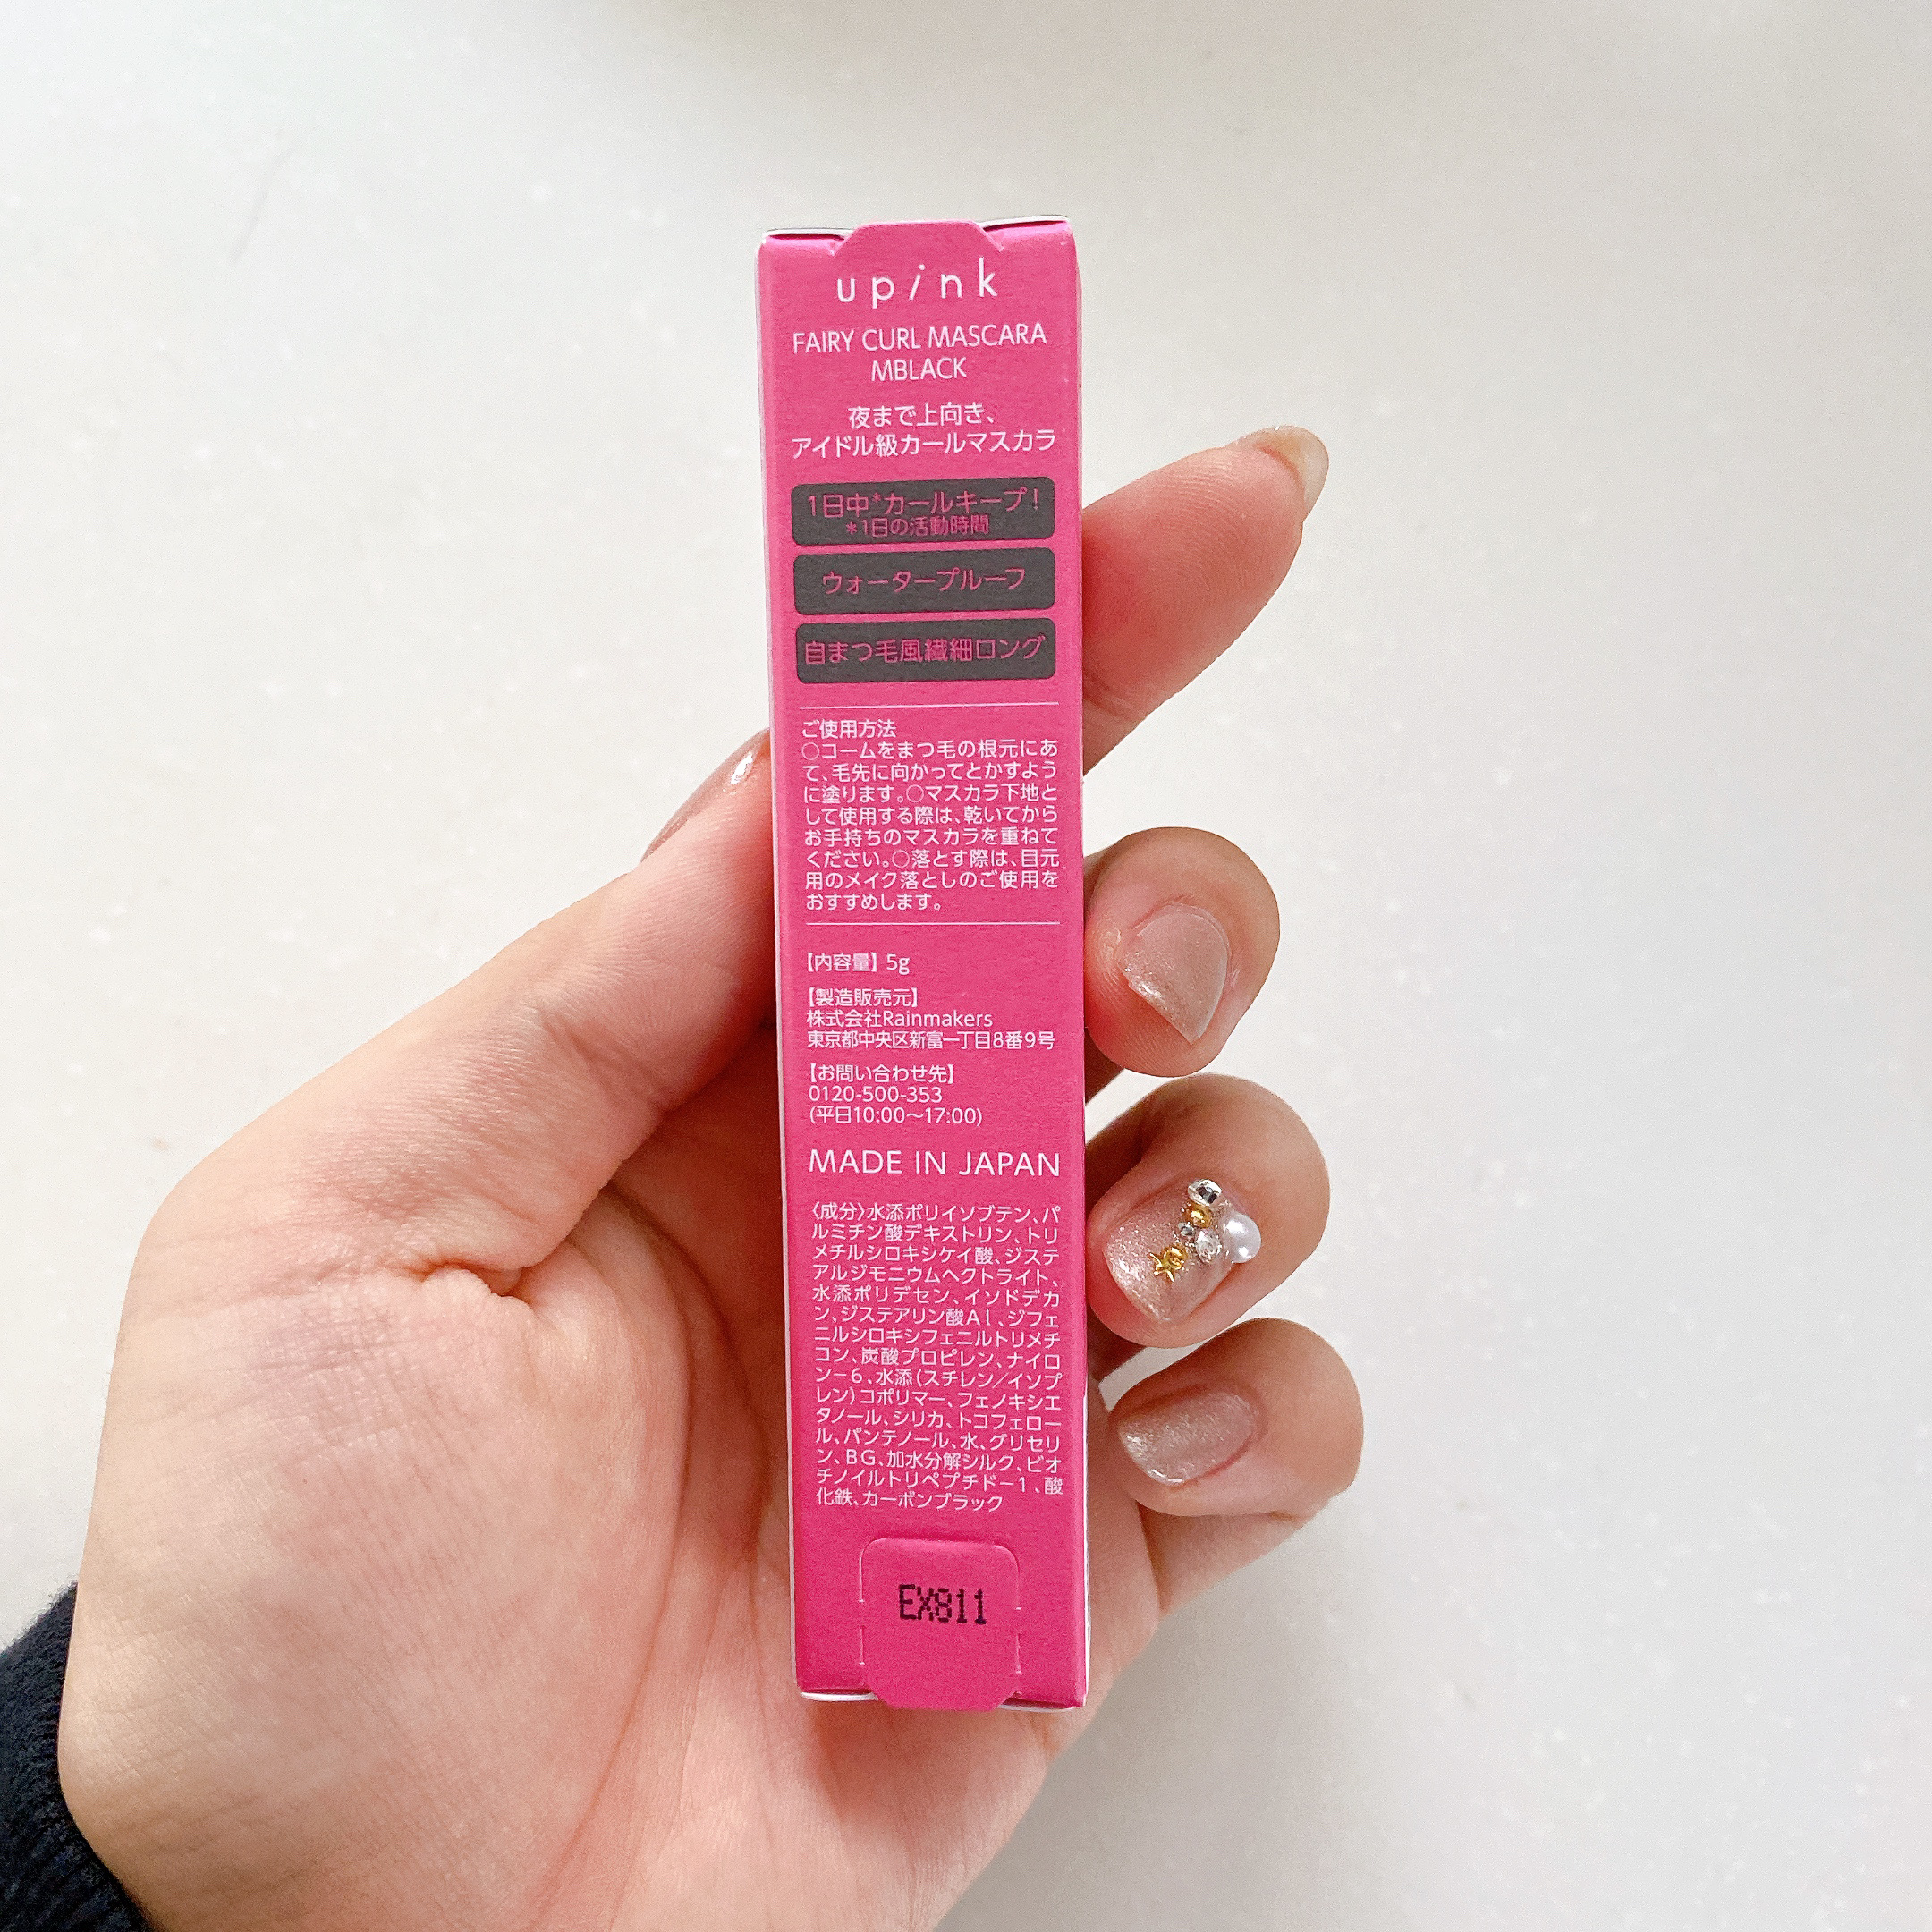 upink
FAIRY CURL MASCARA
MBLACK
夜まで上向き、
アイドル級カールマスカラ
1日中*カールキープ!
*1日の活動時間
ウォータープルーフ
自まつ毛風繊細ロング
ご使用方法
○コームをまつ毛の根元にあ
て、毛先に向かってとかすよう
に塗ります。○マスカラ下地と
して使用する際は、乾いてから
お手持ちのマスカラを重ねて
ください。○落とす際は、目元
用のメイク落としのご使用を
おすすめします。
【内容量】5g
【製造販売元】
株式会社Rainmakers
東京都中央区新富一丁目8番9号
【お問い合わせ先】
0120-500-353
(平日10:00〜17:00)
MADE IN JAPAN
〈成分〉水添ポリイソブテン、パ
ルミチン酸デキストリン、トリ
メチルシロキシケイ酸、ジステ
アルジモニウムヘクトライト、
水添ポリデセン、イソドデカ
ン、ジステアリン酸Al、ジフェ
ニルシロキシフェニルトリメチ
コン、炭酸プロピレン、ナイロ
ン－6、水添(スチレン／イソプ
レン)コポリマー、フェノキシエ
タノール、シリカ、トコフェロー
ル、パンテノール、水、グリセリ
ン、BG、加水分解シルク、ビオ
チノイルトリペプチド－1、酸
化鉄、カーボンブラック
EX811